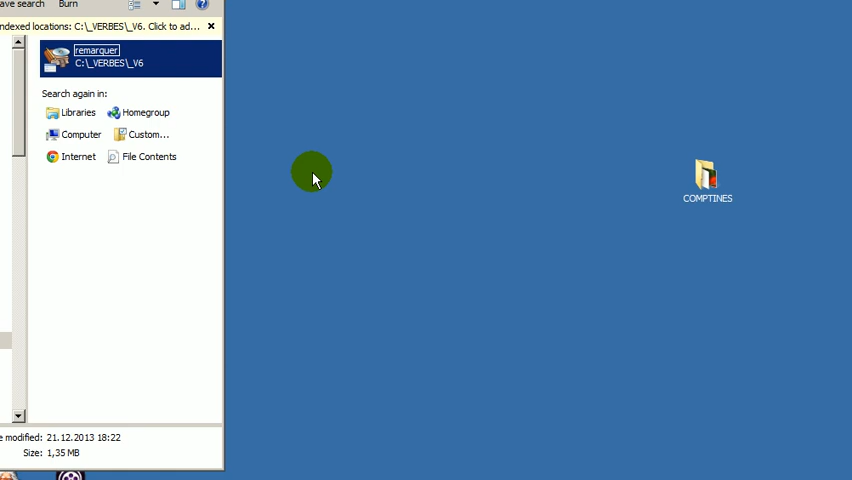 ave search Burn
ndexed locations: C:\_VERBES\_V6. Click to ad...
remarquer
C:\_VERBES\_V6
Search again in:
Libraries Homegroup
Computer Custom...
Internet File Contents
COMPTINES
e modified: 21.12.2013 18:22
Size: 1,35 MB